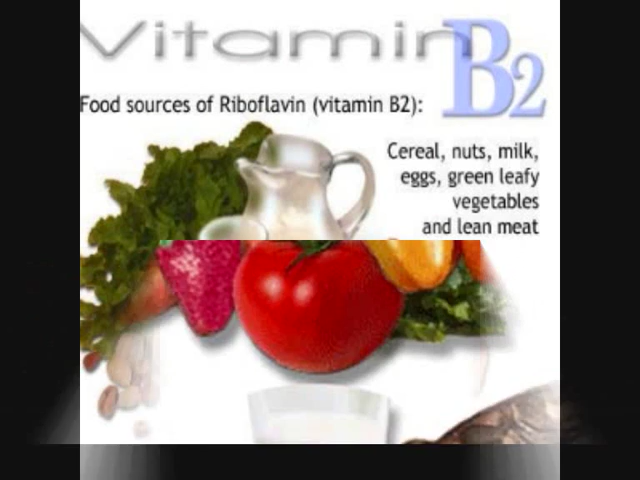 Vitamin B2
Food sources of Riboflavin (vitamin B2):
Cereal, nuts, milk,
eggs, green leafy
vegetables
and lean meat